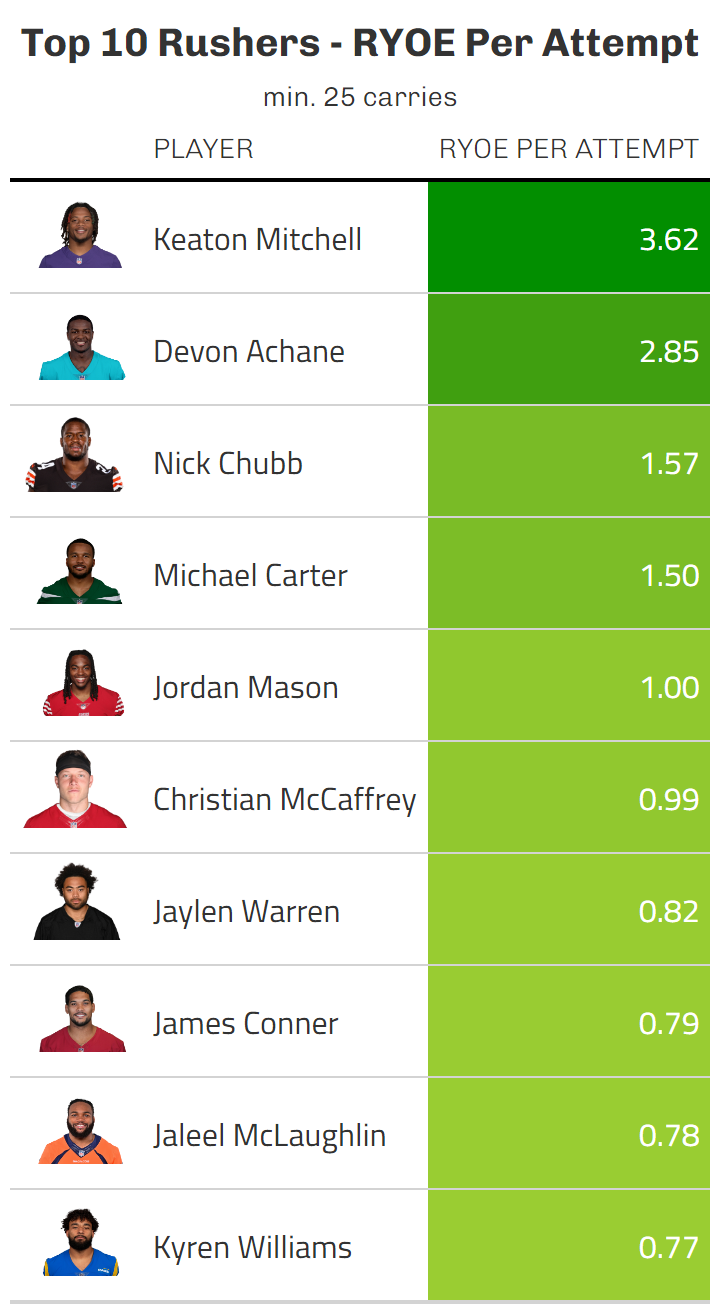 Top 10 Rushers - RYOE Per Attempt
min. 25 carries
PLAYER RYOE PER ATTEMPT
Keaton Mitchell 3.62
Devon Achane 2.85
Nick Chubb 1.57
Michael Carter 1.50
Jordan Mason 1.00
Christian McCaffrey 0.99
Jaylen Warren 0.82
James Conner 0.79
Jaleel McLaughlin 0.78
Kyren Williams 0.77